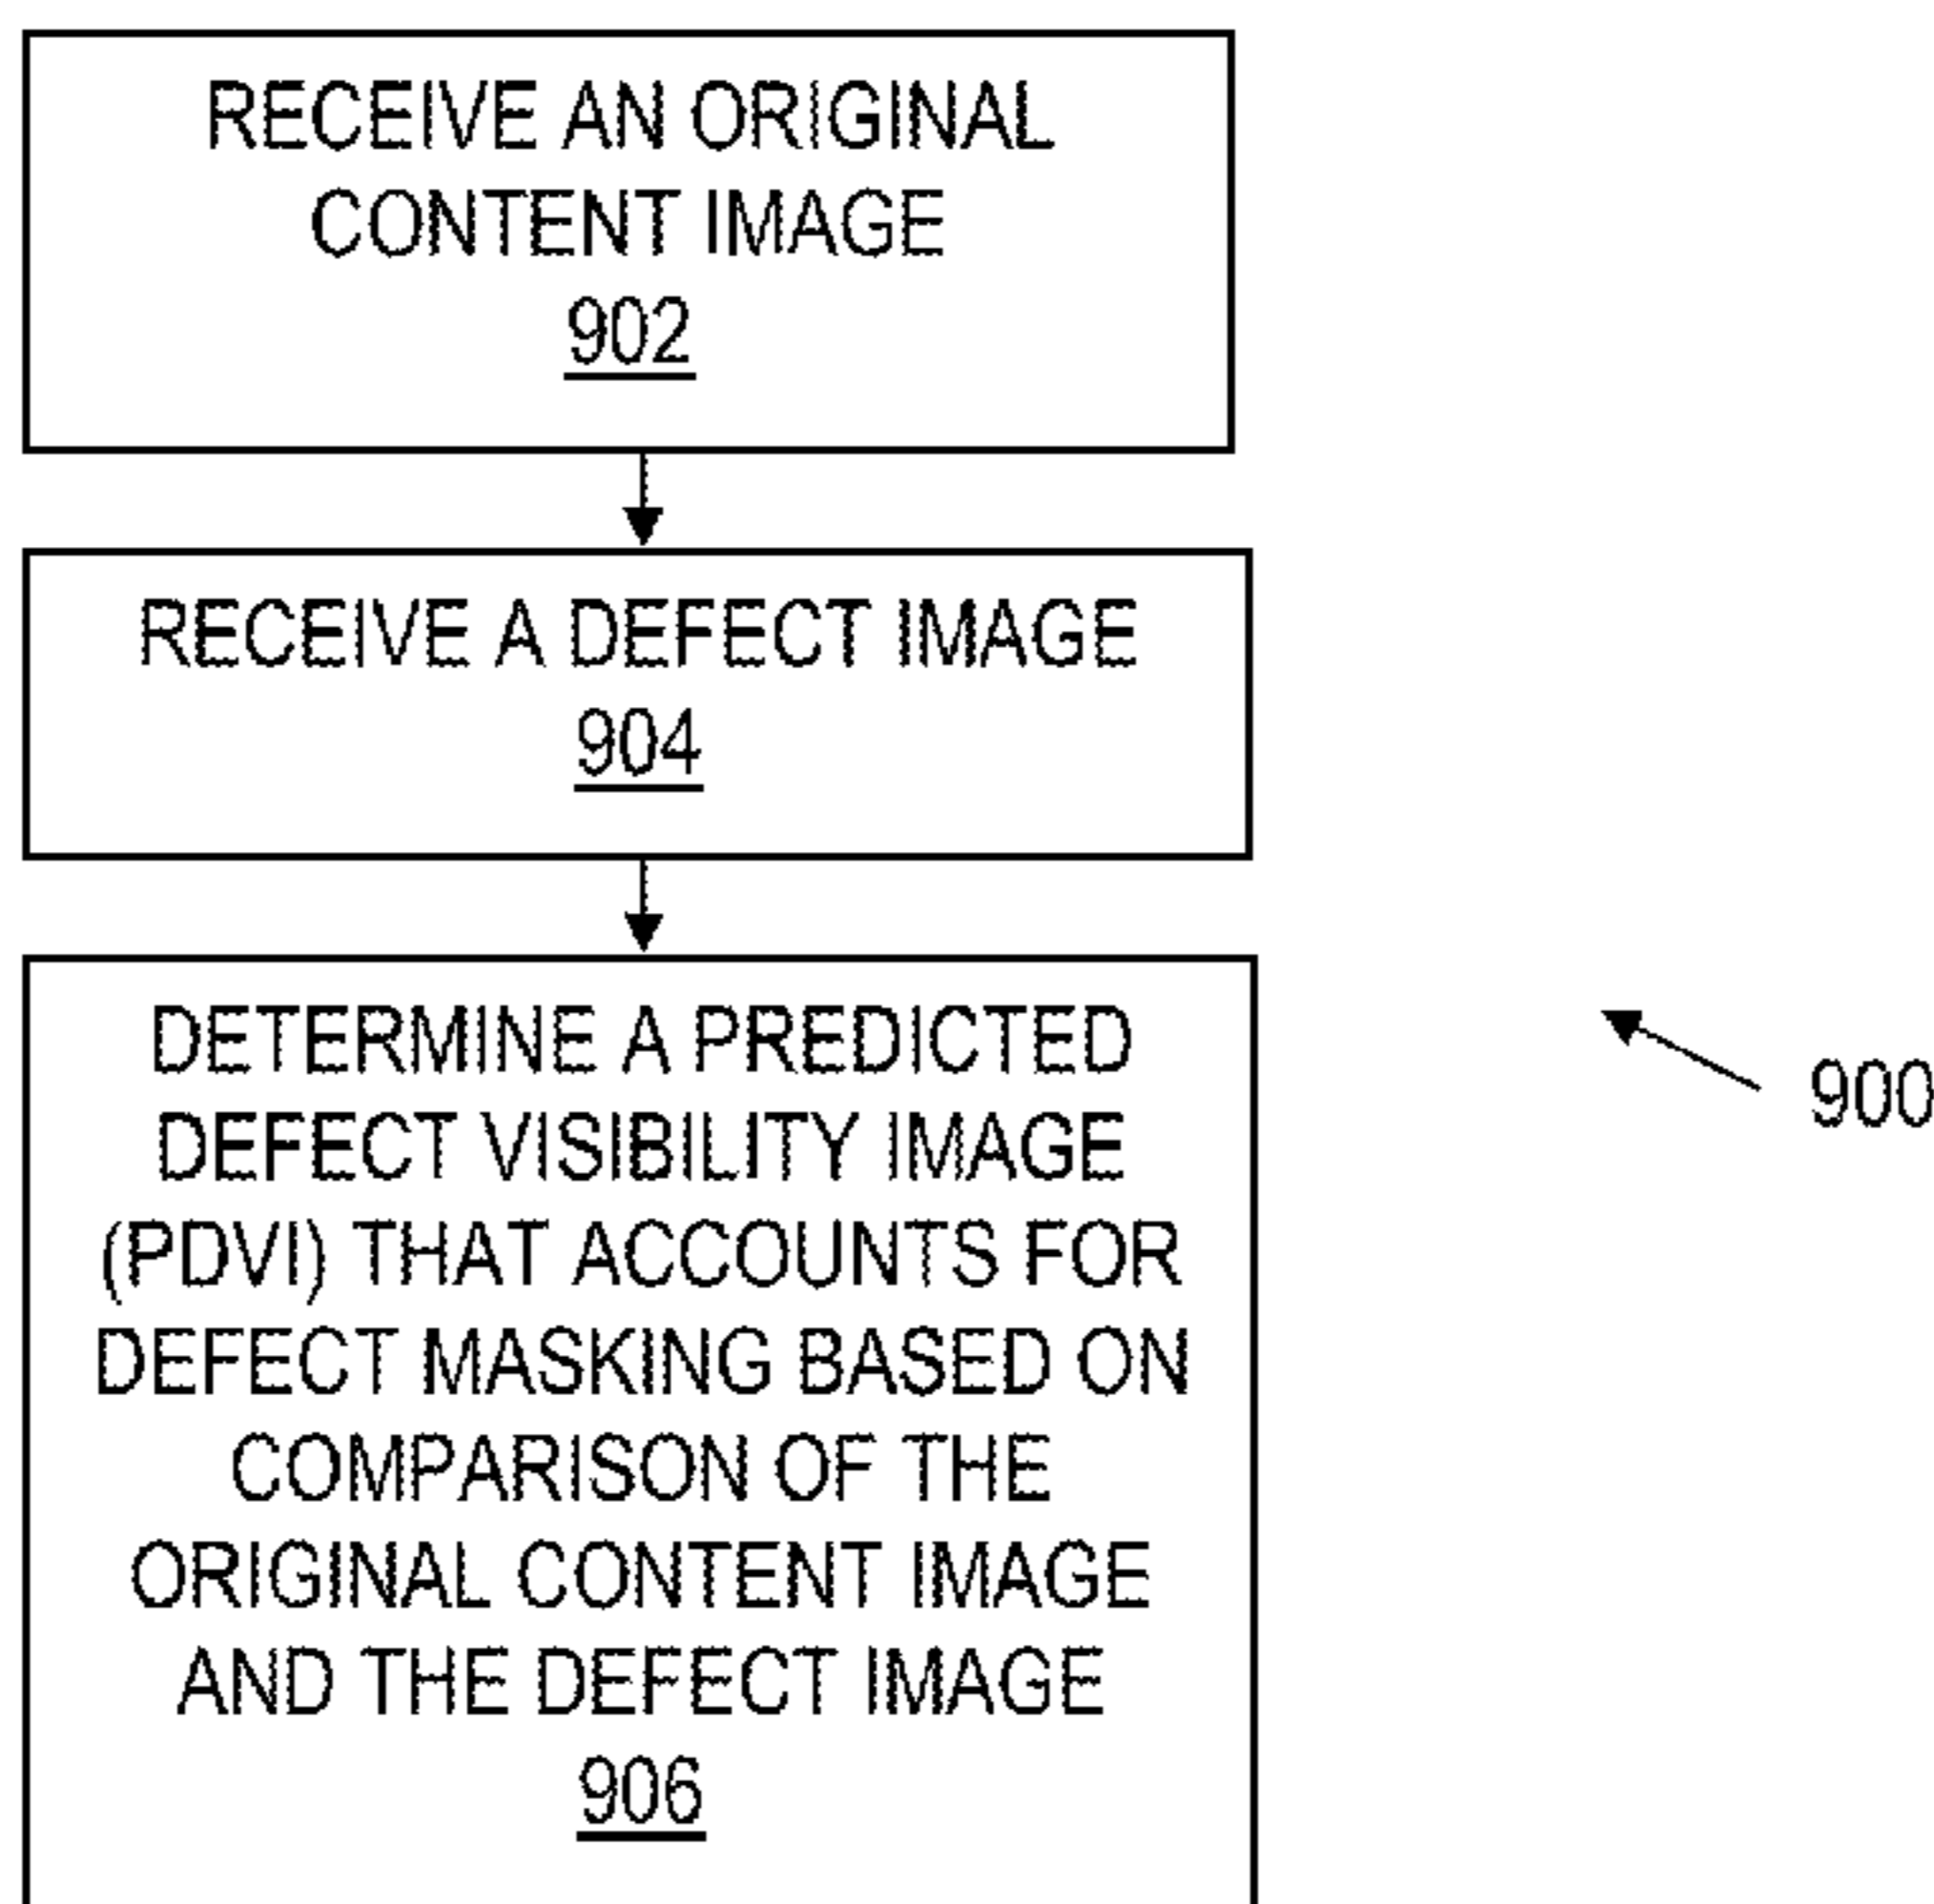 RECEIVE AN ORIGINAL
CONTENT IMAGE
902
RECEIVE A DEFECT IMAGE
904
DETERMINE A PREDICTED
DEFECT VISIBILITY IMAGE
(PDVI) THAT ACCOUNTS FOR
DEFECT MASKING BASED ON
COMPARISON OF THE
ORIGINAL CONTENT IMAGE
AND THE DEFECT IMAGE
906
900